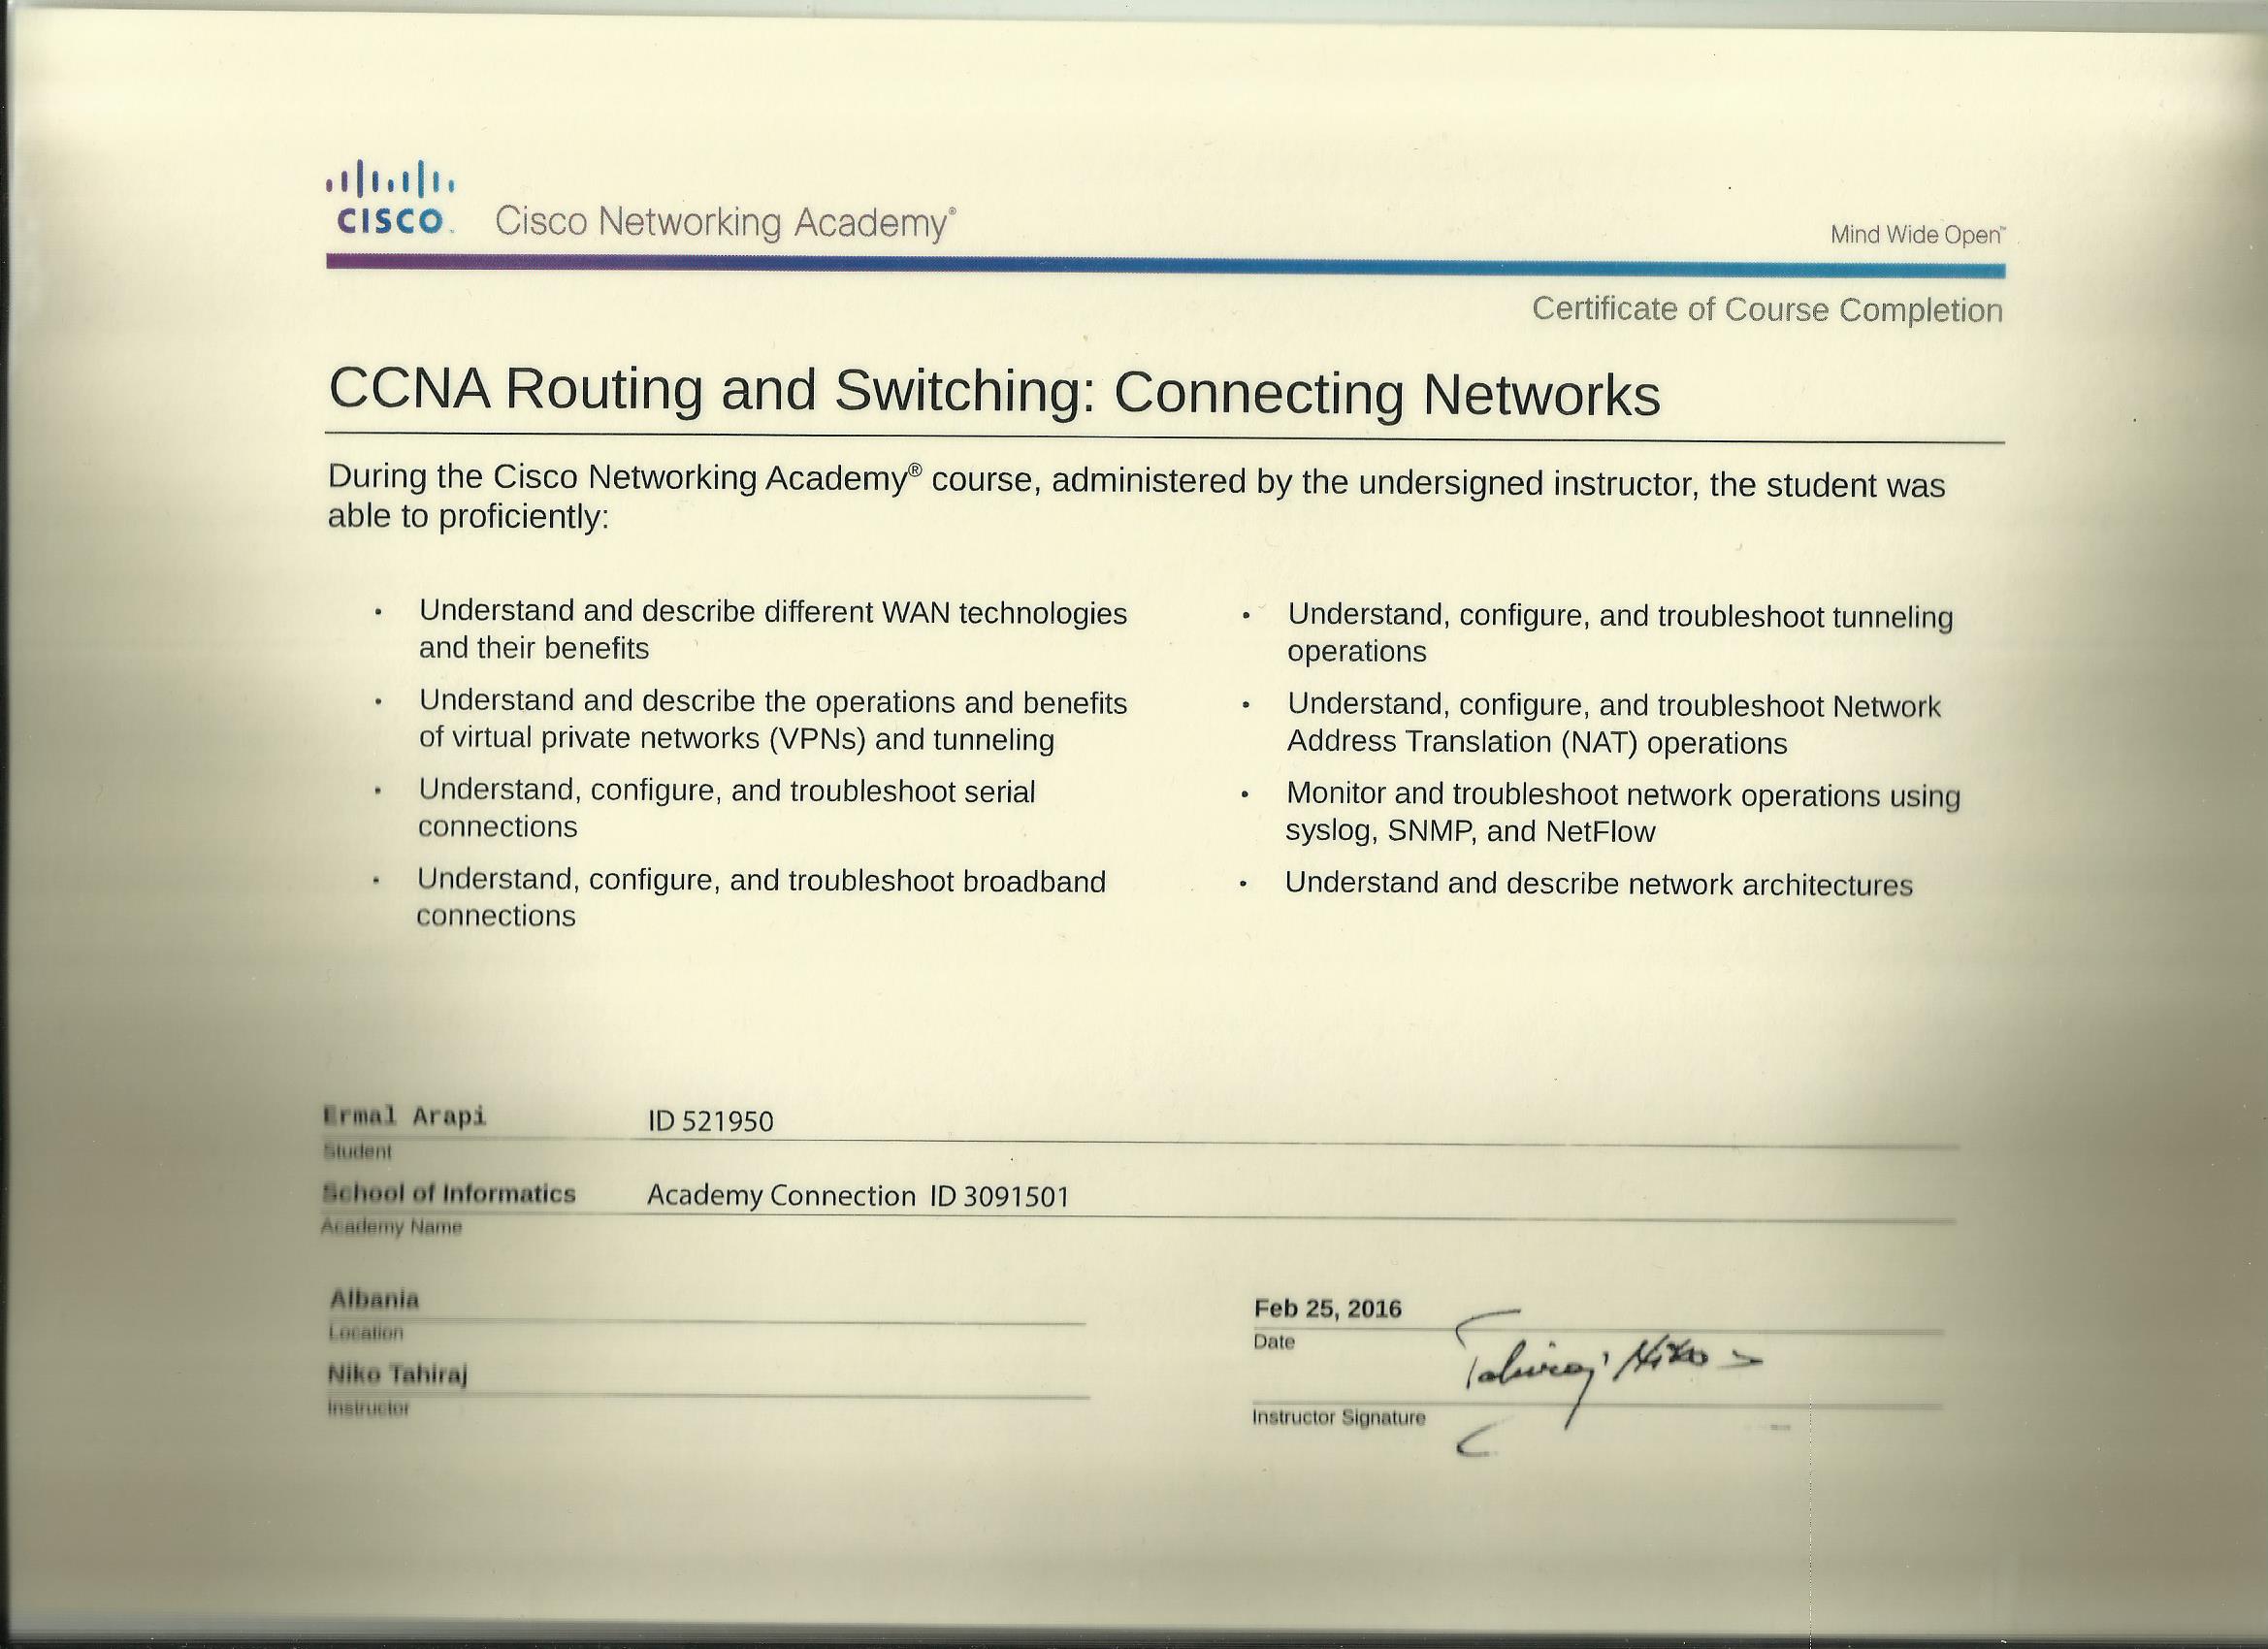 CISCO
Cisco Networking Academy®
Mind Wide Open™
Certificate of Course Completion
CCNA Routing and Switching: Connecting Networks
During the Cisco Networking Academy® course, administered by the undersigned instructor, the student was
able to proficiently:
· Understand and describe different WAN technologies
and their benefits
· Understand and describe the operations and benefits
of virtual private networks (VPNs) and tunneling
· Understand, configure, and troubleshoot serial
connections
· Understand, configure, and troubleshoot broadband
connections
· Understand, configure, and troubleshoot tunneling
operations
· Understand, configure, and troubleshoot Network
Address Translation (NAT) operations
· Monitor and troubleshoot network operations using
syslog, SNMP, and NetFlow
· Understand and describe network architectures
Ermal Arapi ID 521950
Student
School of Informatics Academy Connection ID 3091501
Academy Name
Albania
Location
Niko Tahiraj
Instructor
Feb 25, 2016
Date
Tahiraj Niko
Instructor Signature